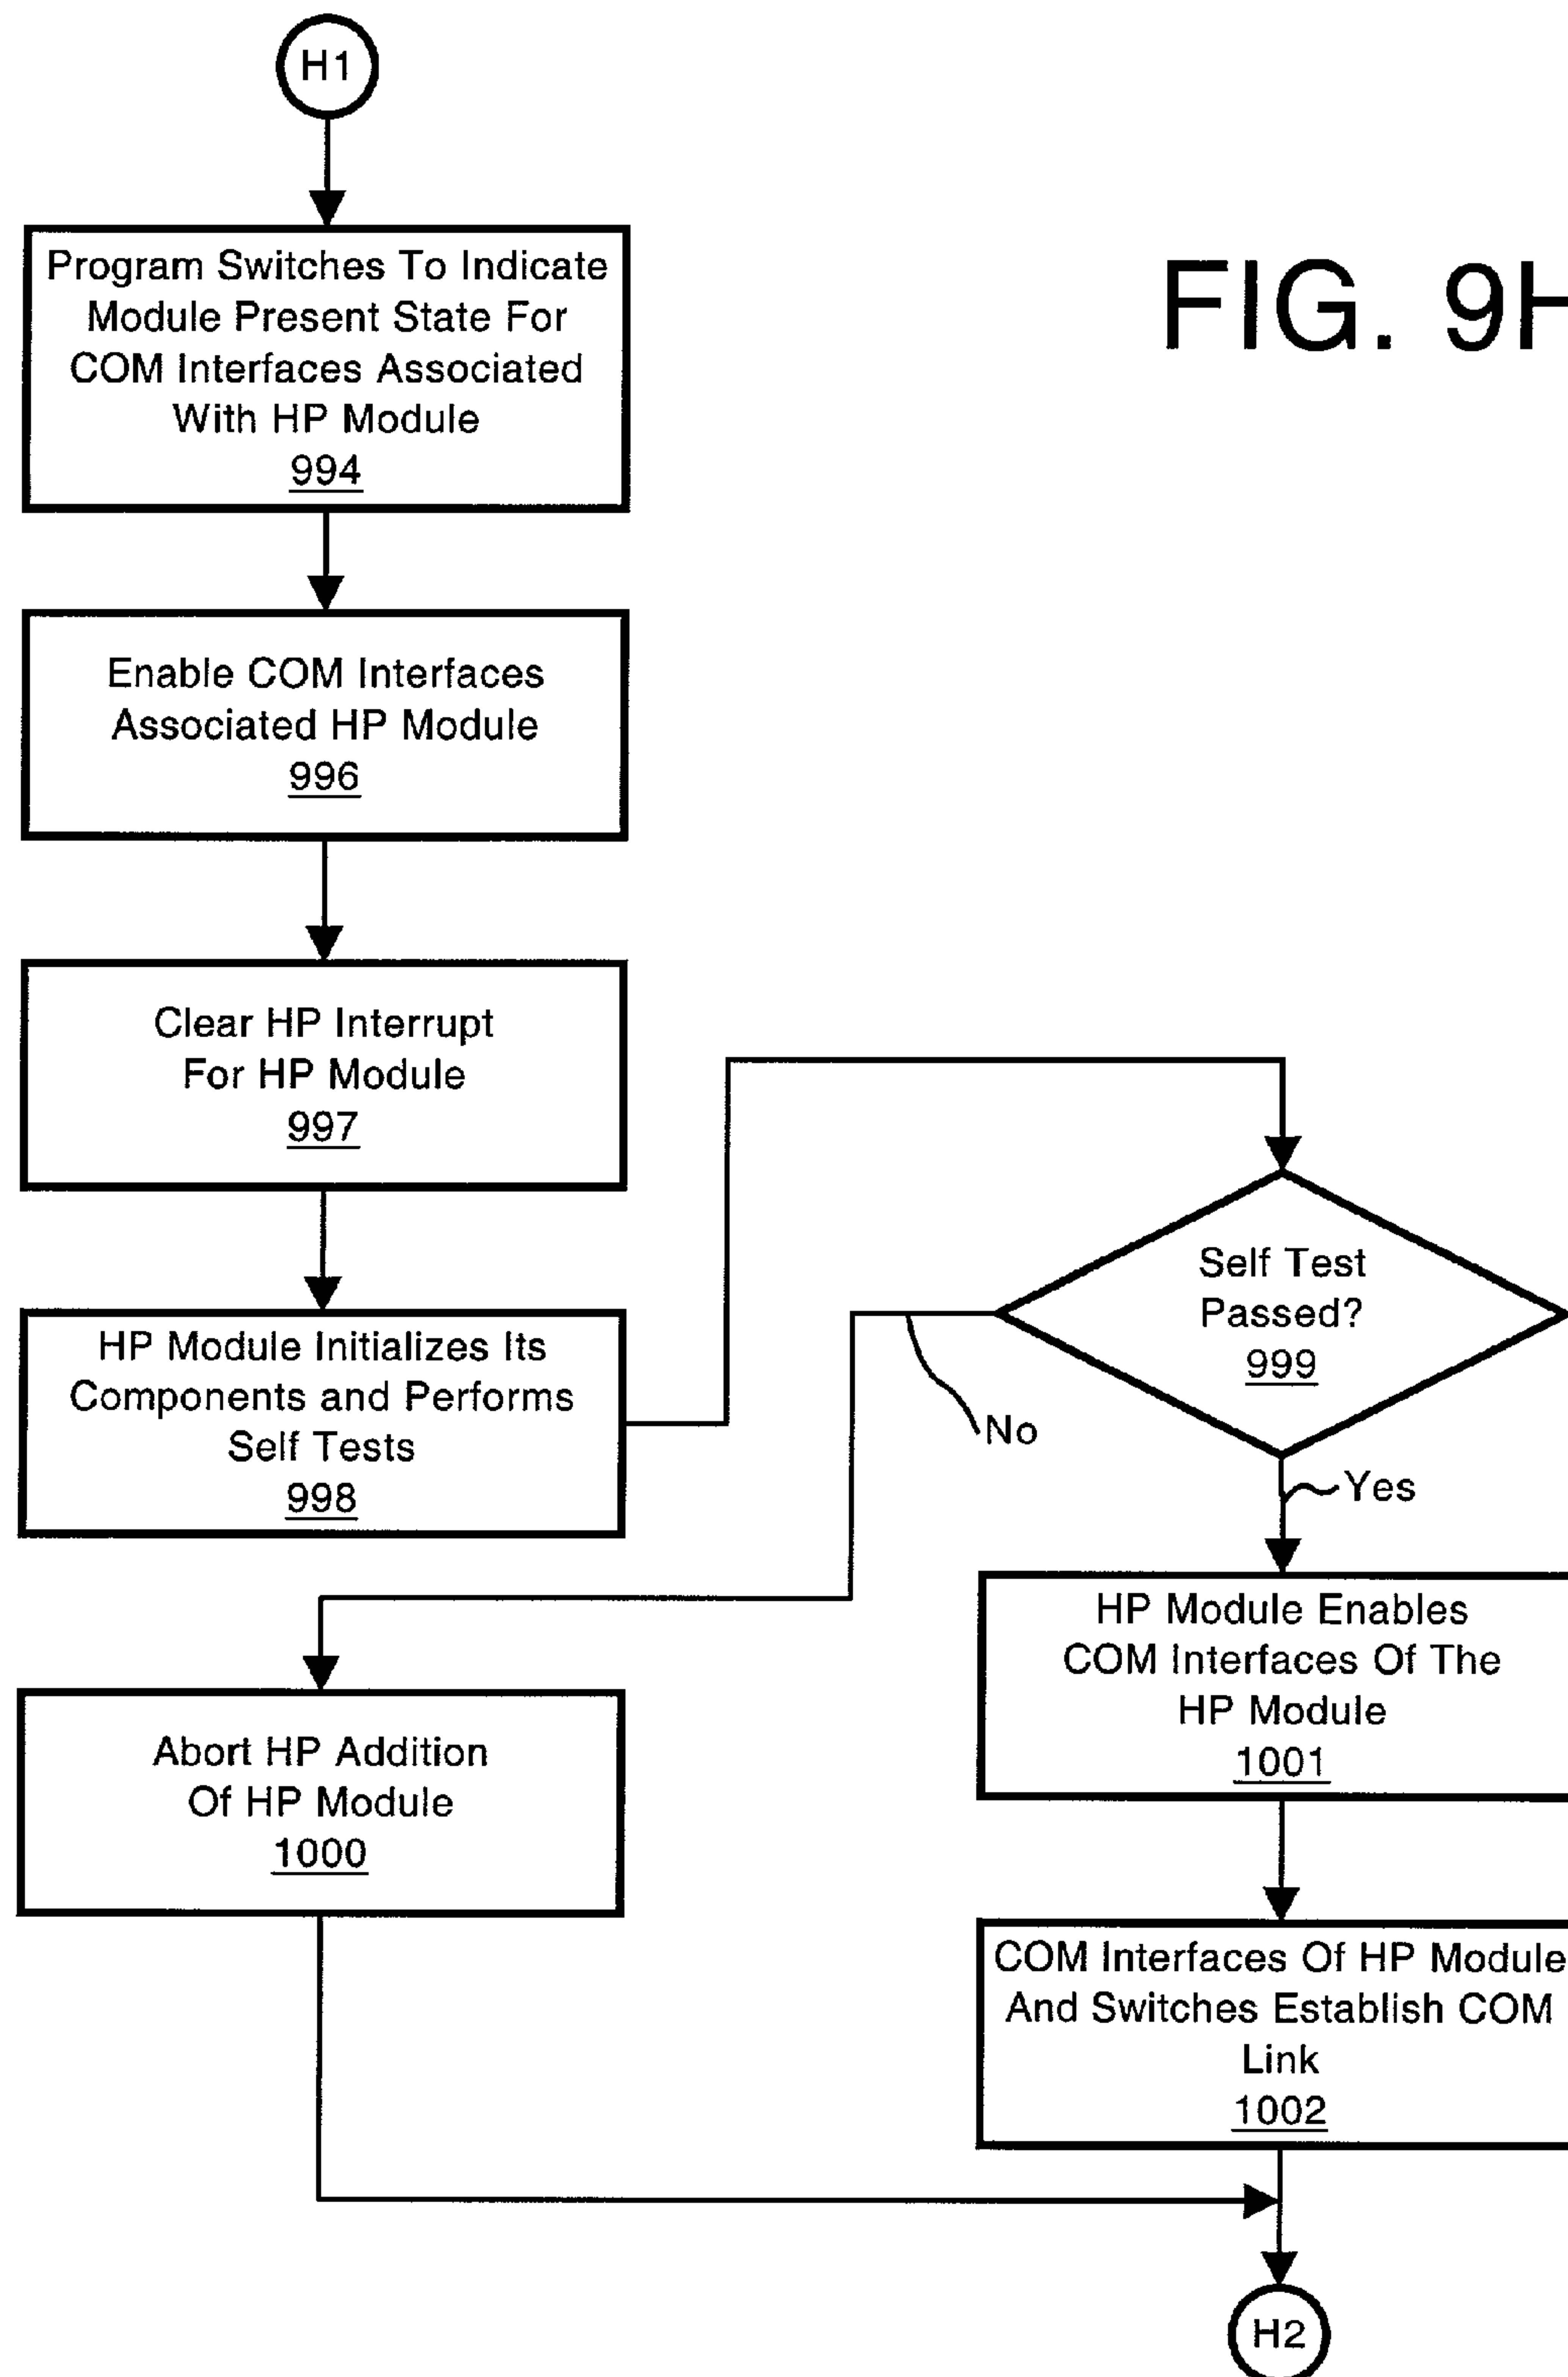 H1
FIG. 9H
Program Switches To Indicate
Module Present State For
COM Interfaces Associated
With HP Module
994
Enable COM Interfaces
Associated HP Module
996
Clear HP Interrupt
For HP Module
997
HP Module Initializes Its
Components and Performs
Self Tests
998
Self Test
Passed?
999
No
Yes
Abort HP Addition
Of HP Module
1000
HP Module Enables
COM Interfaces Of The
HP Module
1001
COM Interfaces Of HP Module
And Switches Establish COM
Link
1002
H2